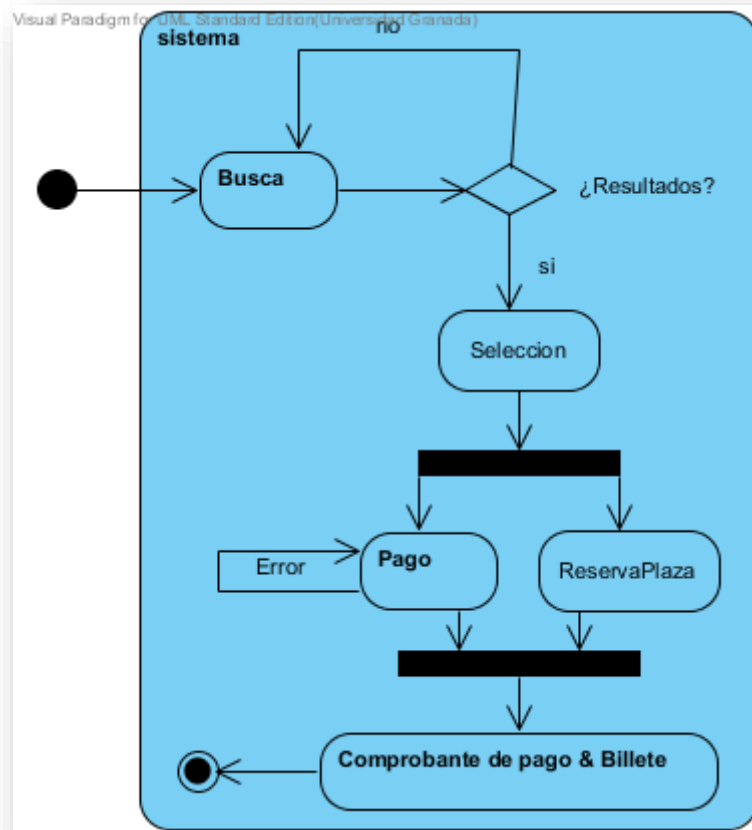 Visual Paradigm for UML Standard Edition(Universidad Granada)
sistema
no
Busca
¿Resultados?
si
Seleccion
Pago
Error
ReservaPlaza
Comprobante de pago & Billete